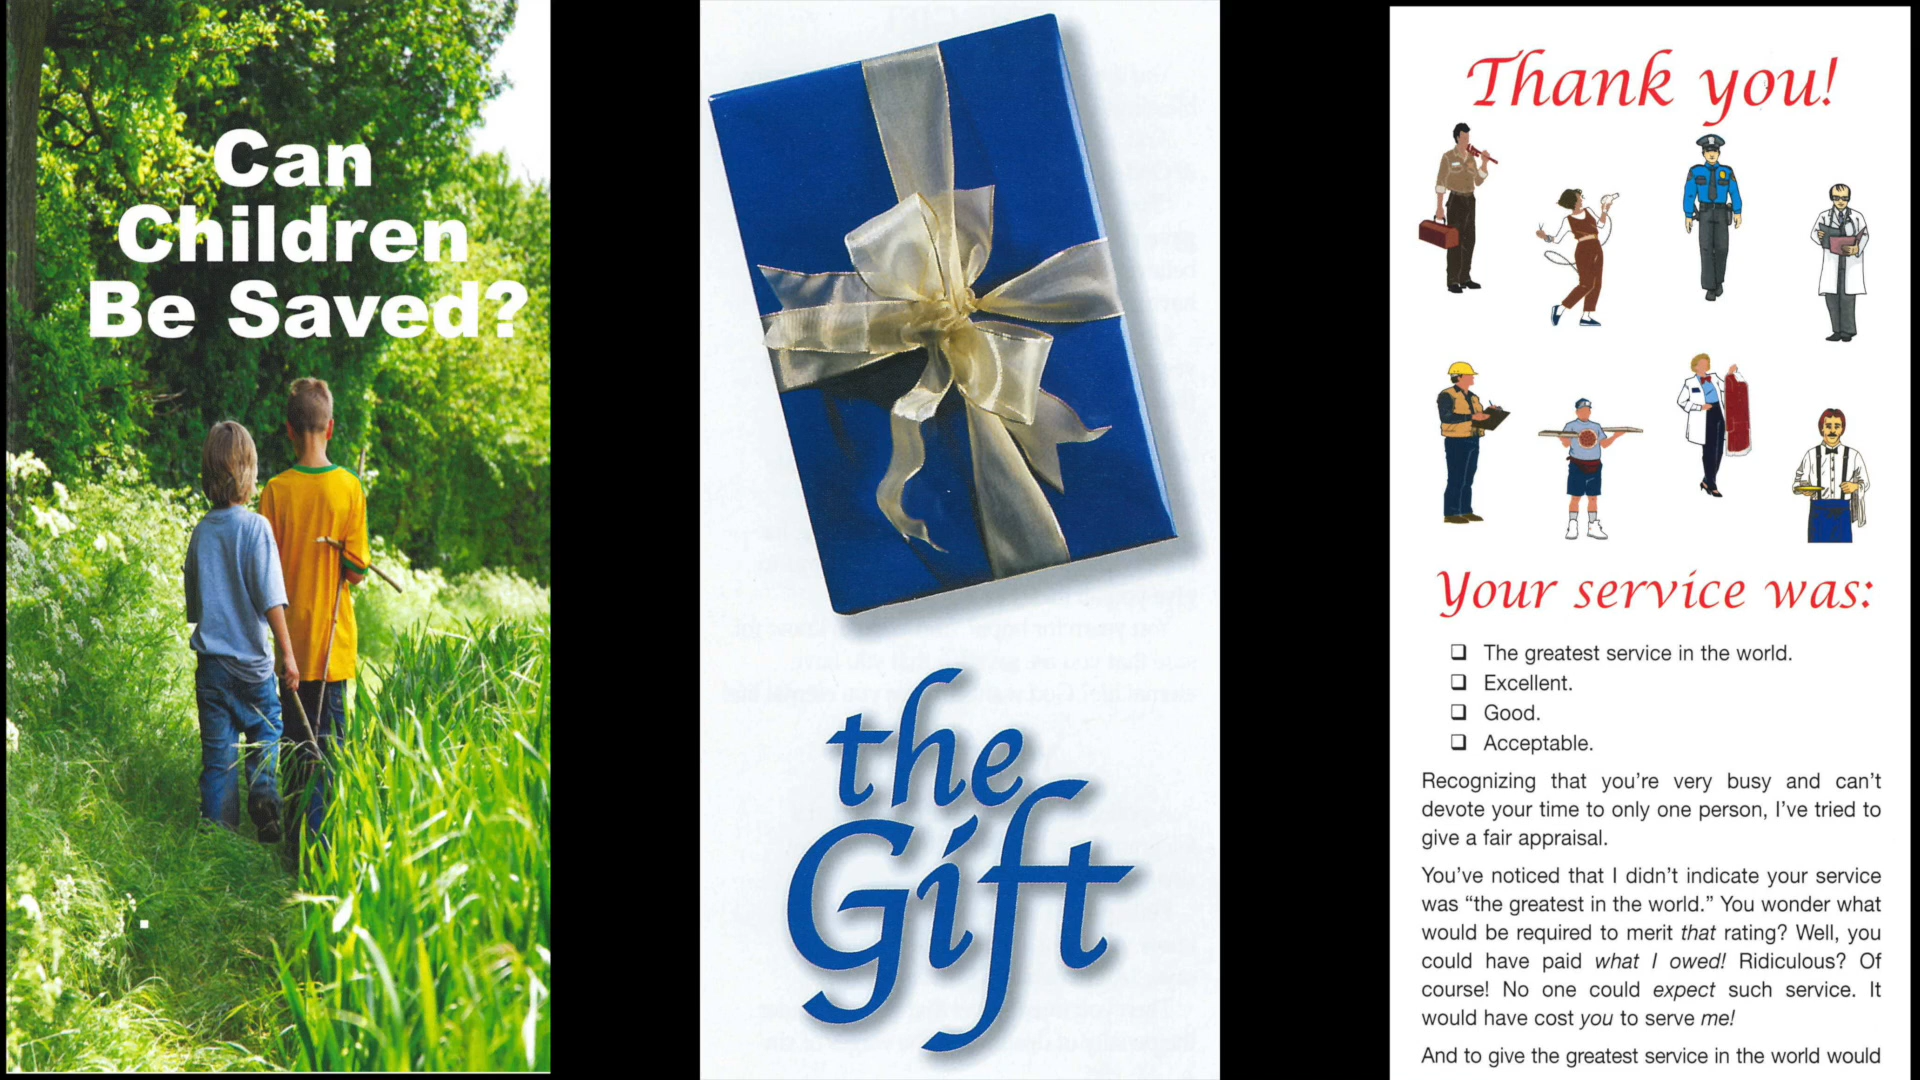 Can
Children
Be Saved?
the
Gift
Thank you!
Your service was:
❑ The greatest service in the world.
❑ Excellent.
❑ Good.
❑ Acceptable.
Recognizing that you're very busy and can't
devote your time to only one person, I've tried to
give a fair appraisal.
You've noticed that I didn't indicate your service
was “the greatest in the world.” You wonder what
would be required to merit that rating? Well, you
could have paid what I owed! Ridiculous? Of
course! No one could expect such service. It
would have cost you to serve me!
And to give the greatest service in the world would